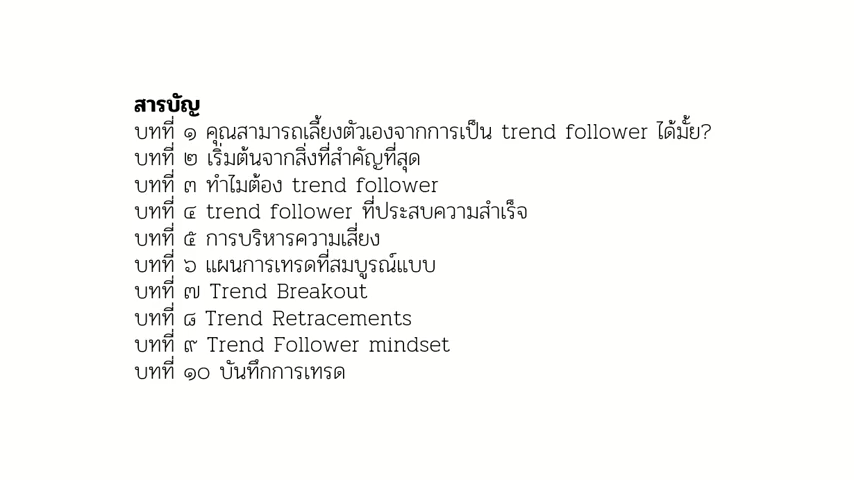 สารบัญ
บทที่ ๑ คุณสามารถเลี้ยงตัวเองจากการเป็น trend follower ได้มั้ย?
บทที่ ๒ เริ่มต้นจากสิ่งที่สำคัญที่สุด
บทที่ ๓ ทำไมต้อง trend follower
บทที่ ๔ trend follower ที่ประสบความสำเร็จ
บทที่ ๕ การบริหารความเสี่ยง
บทที่ ๖ แผนการเทรดที่สมบูรณ์แบบ
บทที่ ๗ Trend Breakout
บทที่ ๘ Trend Retracements
บทที่ ๙ Trend Follower mindset
บทที่ ๑๐ บันทึกการเทรด